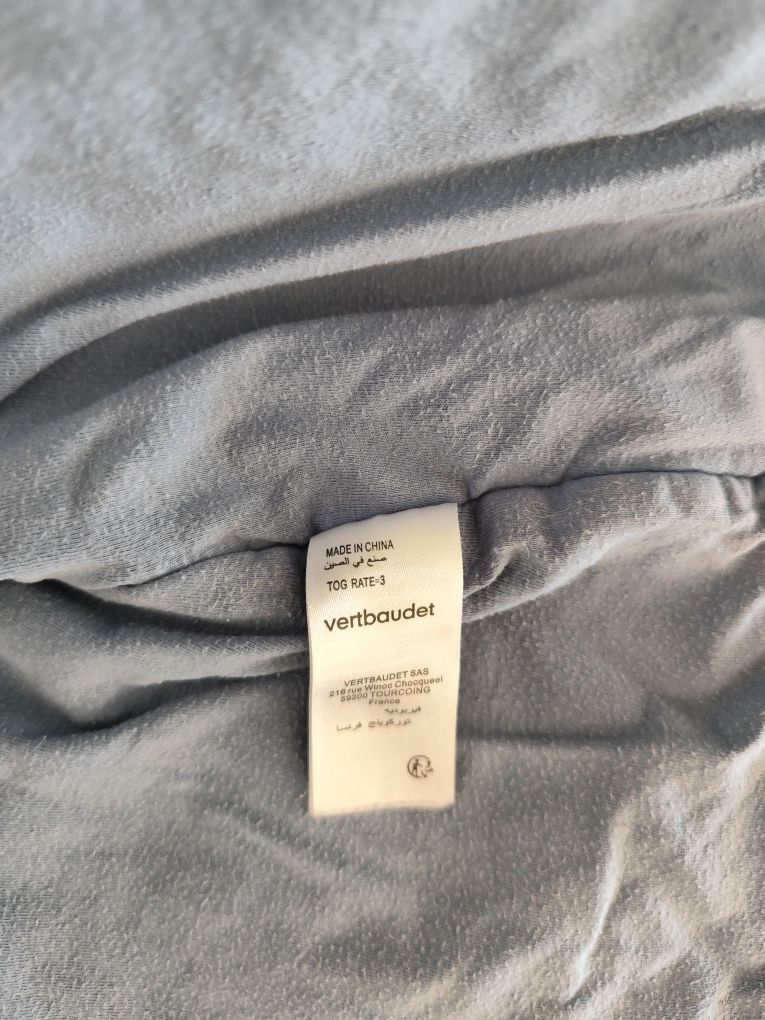 MADE IN CHINA
صنع في الصين
TOG RATE=3
vertbaudet
VERTBAUDET SAS
216 rue Winoc Chocqueel
59200 TOURCOING
France
فيربوديه
توركوينج فرنسا